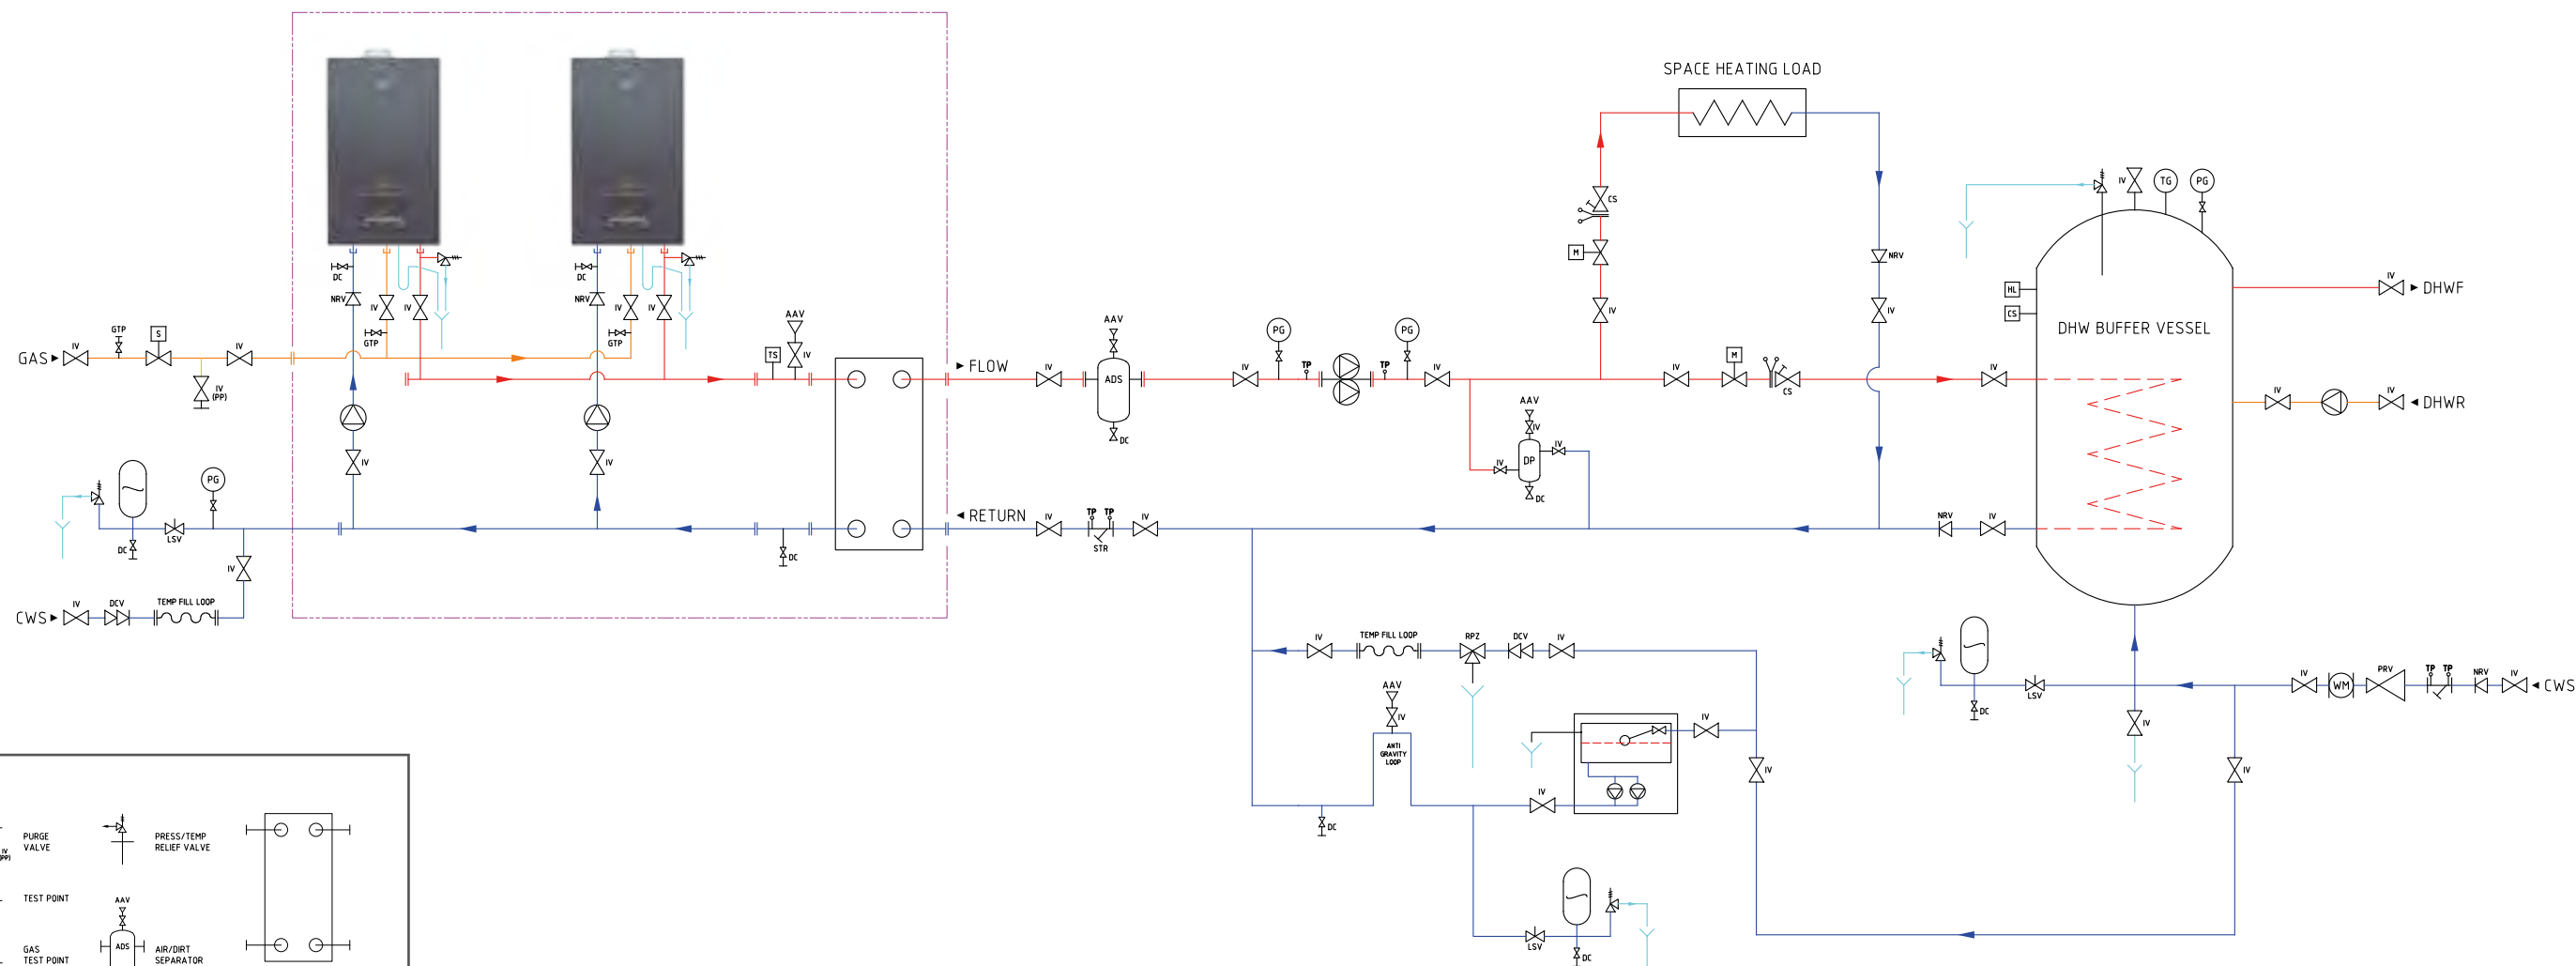 SPACE HEATING LOAD
IV
TG
PG
CS
M
NRV
DC
DC
NRV
IV
IV
NRV
IV
IV
IV
HL
IV
DHWF
GTP
GTP
CS
AAV
AAV
PG
PG
DHW BUFFER VESSEL
IV
GTP
S
IV
TS
IV
TP
TP
M
GAS
FLOW
IV
ADS
IV
IV
IV
IV
CS
IV
(PP)
DC
AAV
IV
IV
IV
DHWR
IV
IV
IV
IV
DP
DC
PG
LSV
DC
RETURN
IV
TP TP
STR
IV
NRV
IV
DC
IV
CWS
IV
DCV
TEMP FILL LOOP
IV
TEMP FILL LOOP
RPZ
DCV
IV
LSV
DC
IV
WM
PRV
TP TP
NRV
IV
CWS
AAV
IV
ANTI
GRAVITY
LOOP
IV
IV
IV
IV
IV
DC
LSV
DC
IV
(PP)
PURGE
VALVE
PRESS/TEMP
RELIEF VALVE
TEST POINT
AAV
GAS
TEST POINT
ADS
AIR/DIRT
SEPARATOR